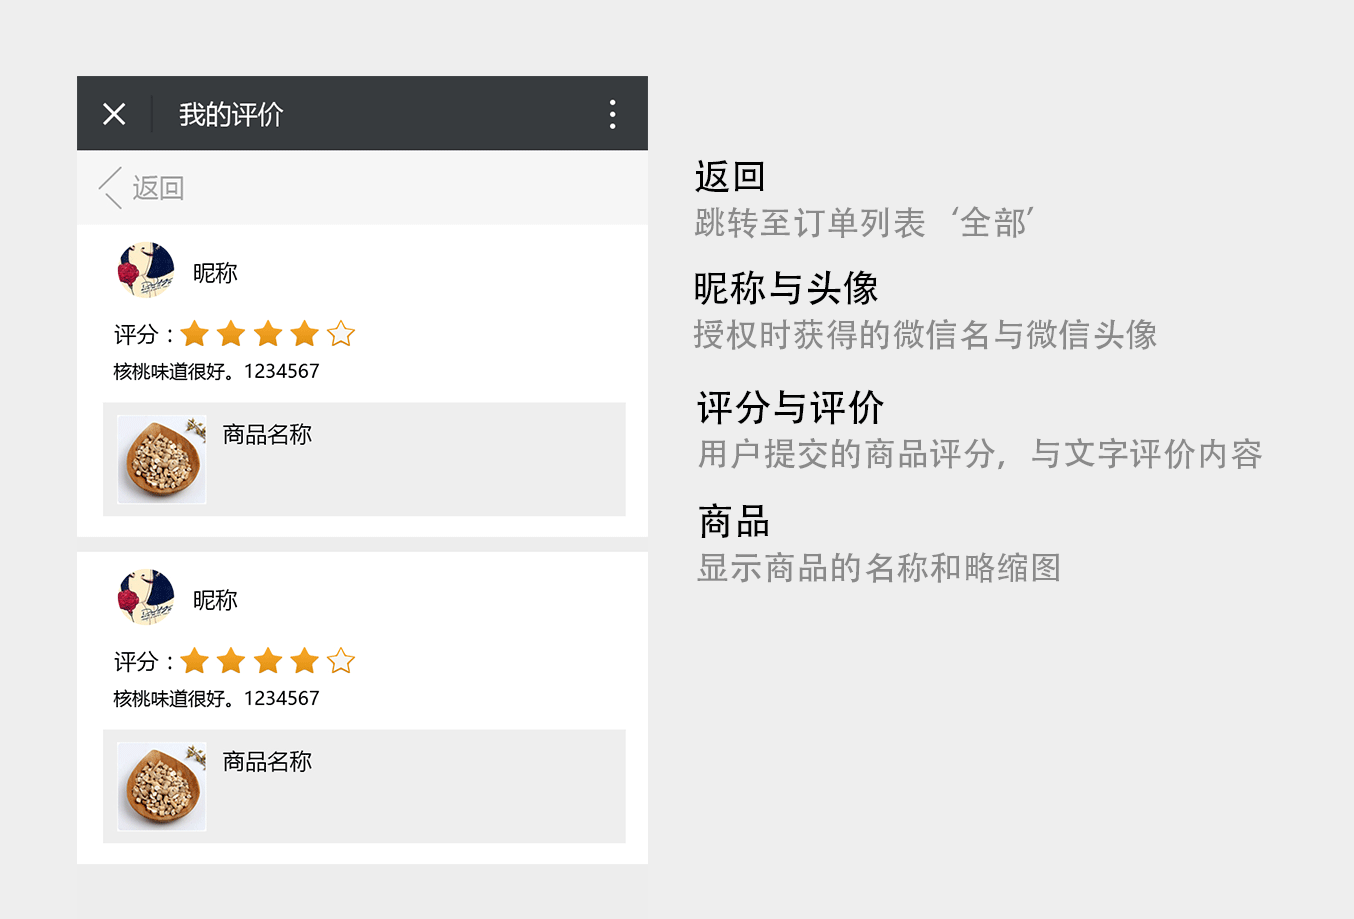 我的评价
返回
昵称
评分：
核桃味道很好。1234567
商品名称
昵称
评分：
核桃味道很好。1234567
商品名称
返回
跳转至订单列表‘全部’
昵称与头像
授权时获得的微信名与微信头像
评分与评价
用户提交的商品评分，与文字评价内容
商品
显示商品的名称和略缩图